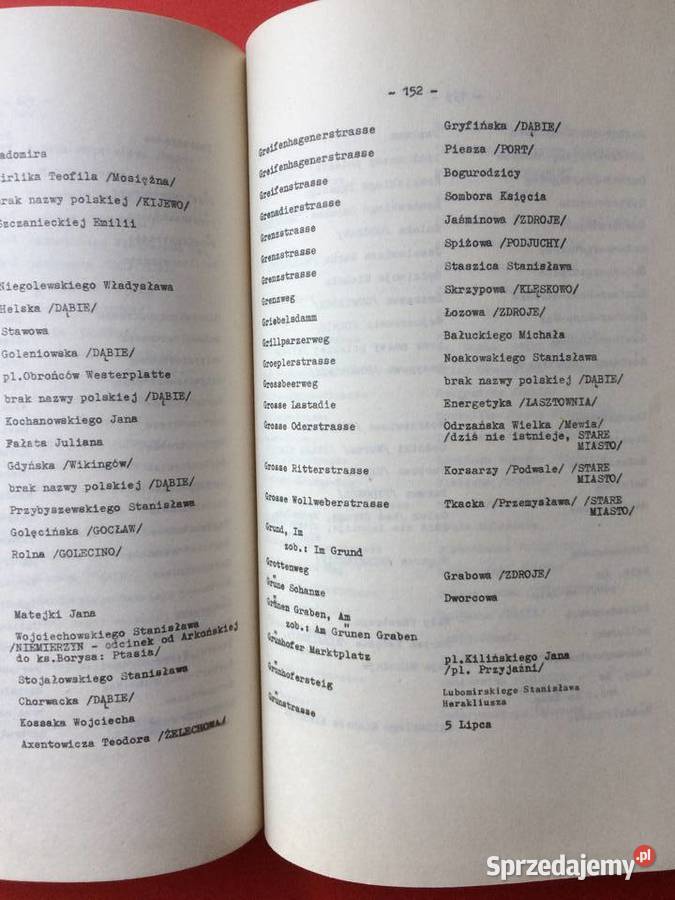 adomira
irlika Teofila /Mosiężna/
brak nazwy polskiej /KIJEWO/
Szczanieckiej Emilii
Niegolewskiego Władysława
Helska /DĄBIE/
Stawowa
Goleniowska /DĄBIE/
pl.Obrońców Westerplatte
brak nazwy polskiej /DĄBIE/
Kochanowskiego Jana
Fałata Juliana
Gdyńska /Wikingów/
brak nazwy polskiej /DĄBIE/
Przybyszewskiego Stanisława
Golęcińska /GOCŁAW/
Rolna /GOLECINO/
Matejki Jana
Wojciechowskiego Stanisława
/NIEMIERZYN - odcinek od Arkońskiej
do ks.Borysa: Ptasia/
Stojałowskiego Stanisława
Chorwacka /DĄBIE/
Kossaka Wojciecha
Axentowicza Teodora /ŻELECHOWA/
- 152 -
Greifenhagenerstrasse Gryfińska /DĄBIE/
Greifenhagenerstrasse Piesza /PORT/
Greifenstrasse Bogurodzicy
Grenadierstrasse Sombora Księcia
Grenzstrasse Jaśminowa /ZDROJE/
Grenzstrasse Spiżowa /PODJUCHY/
Grenzstrasse Staszica Stanisława
Grenzweg Skrzypowa /KLĘSKOWO/
Griebelsdamm Łozowa /ZDROJE/
Grillparzerweg Bałuckiego Michała
Groeplerstrasse Noakowskiego Stanisława
Grossbeerweg brak nazwy polskiej /DĄBIE/
Grosse Lastadie Energetyka /ŁASZTOWNIA/
Grosse Oderstrasse Odrzańska Wielka /Mewia/
/dziś nie istnieje, STARE
MIASTO/
Grosse Ritterstrasse Korsarzy /Podwale/ /STARE
MIASTO/
Grosse Wollweberstrasse Tkacka /Przemysława/ /STARE
MIASTO/
Grund, Im
zob.: Im Grund
Grottenweg Grabowa /ZDROJE/
Grüne Schanze Dworcowa
Grünen Graben, Am
zob.: Am Grünen Graben
Grünhofer Marktplatz pl.Kilińskiego Jana
/pl. Przyjaźni/
Grünhofersteig Lubomirskiego Stanisława
Herakliusza
Grünstrasse 5 Lipca
Sprzedajemy.pl